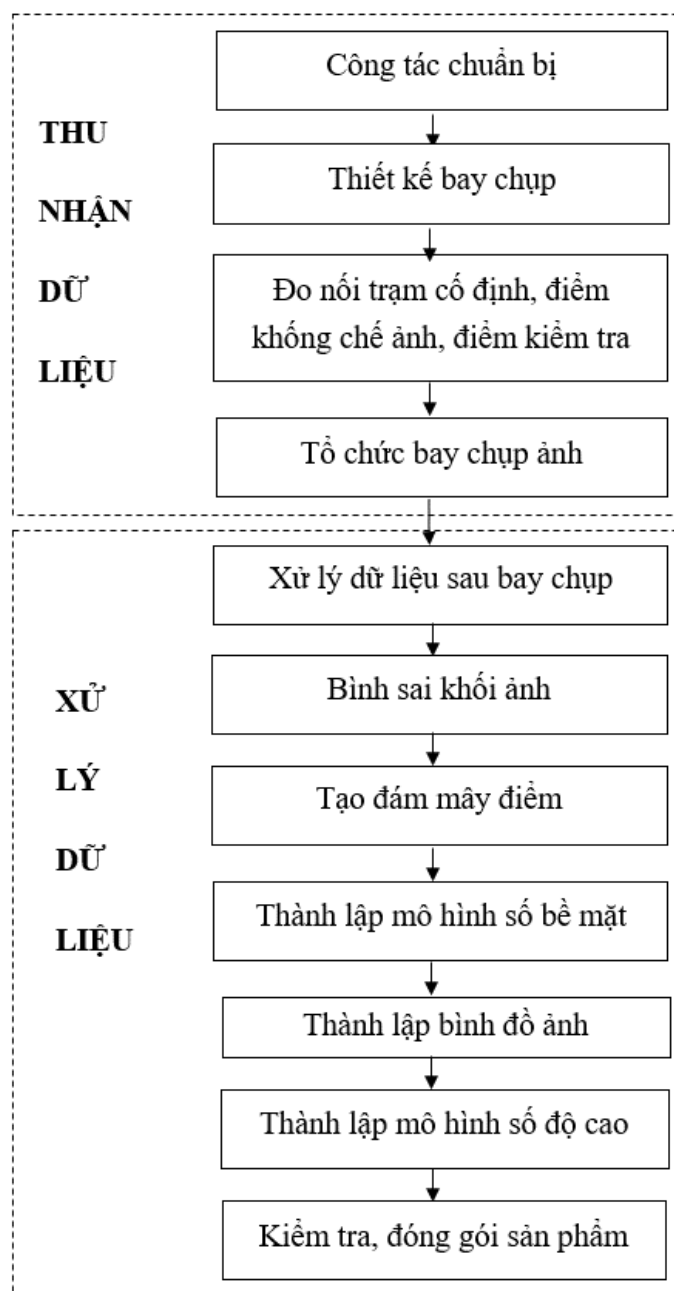 THU
NHẬN
DỮ
LIỆU
Công tác chuẩn bị
Thiết kế bay chụp
Đo nối trạm cố định, điểm
khống chế ảnh, điểm kiểm tra
Tổ chức bay chụp ảnh
XỬ
LÝ
DỮ
LIỆU
Xử lý dữ liệu sau bay chụp
Bình sai khối ảnh
Tạo đám mây điểm
Thành lập mô hình số bề mặt
Thành lập bình đồ ảnh
Thành lập mô hình số độ cao
Kiểm tra, đóng gói sản phẩm